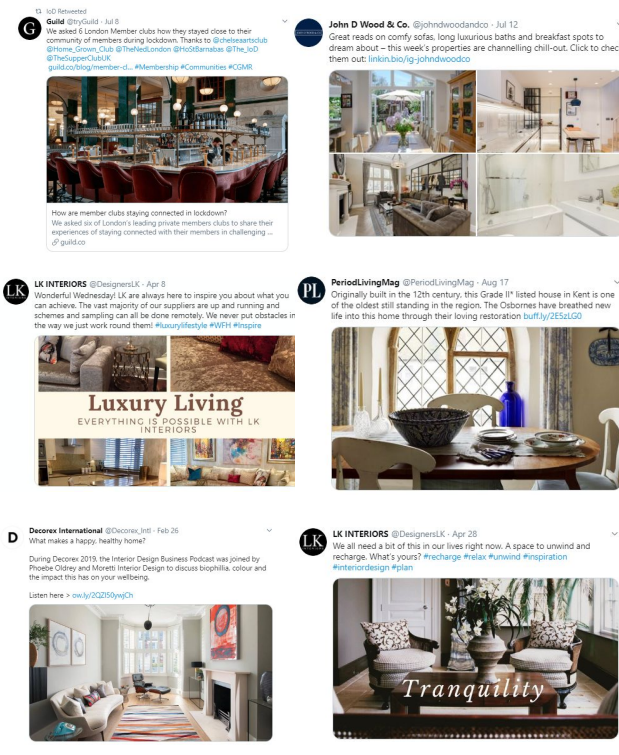 IoD Retweeted
G
Guild @tryGuild · Jul 8
We asked 6 London Member clubs how they stayed close to their
community of members during lockdown. Thanks to @chelseaartsclub
@Home_Grown_Club @TheNedLondon @HoStBarnabas @The_IoD
@TheSupperClubUK
guild.co/blog/member-cl... #Membership #Communities #CGMR
How are member clubs staying connected in lockdown?
We asked six of London's leading private members clubs to share their
experiences of staying connected with their members in challenging ...
guild.co
John D Wood & Co. @johndwoodandco · Jul 12
Great reads on comfy sofas, long luxurious baths and breakfast spots to
dream about – this week's properties are channelling chill-out. Click to chec
them out: linkin.bio/ig-johndwoodco
LK
LK INTERIORS @DesignersLK · Apr 8
Wonderful Wednesday! LK are always here to inspire you about what you
can achieve. The vast majority of our suppliers are up and running and
schemes and sampling can all be done remotely. We never put obstacles in
the way we just work round them! #luxurylifestyle #WFH #Inspire
Luxury Living
EVERYTHING IS POSSIBLE WITH LK
INTERIORS
PL
PeriodLivingMag @PeriodLivingMag · Aug 17
Originally built in the 12th century, this Grade II* listed house in Kent is one
of the oldest still standing in the region. The Osbornes have breathed new
life into this home through their loving restoration buff.ly/2E5zLG0
D
Decorex International @Decorex_Intl · Feb 26
What makes a happy, healthy home?
During Decorex 2019, the Interior Design Business Podcast was joined by
Phoebe Oldrey and Moretti Interior Design to discuss biophillia, colour and
the impact this has on your wellbeing.
Listen here > ow.ly/2QZI50ywjCh
LK
LK INTERIORS @DesignersLK · Apr 28
We all need a bit of this in our lives right now. A space to unwind and
recharge. What's yours? #recharge #relax #unwind #inspiration
#interiordesign #plan
Tranquility